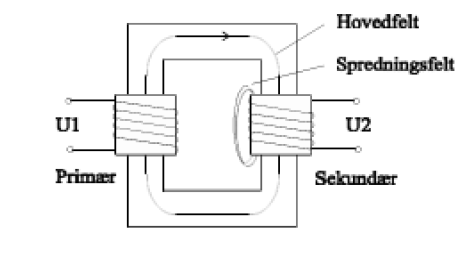 Hovedfelt
Spredningsfelt
U1
U2
Primær
Sekundær